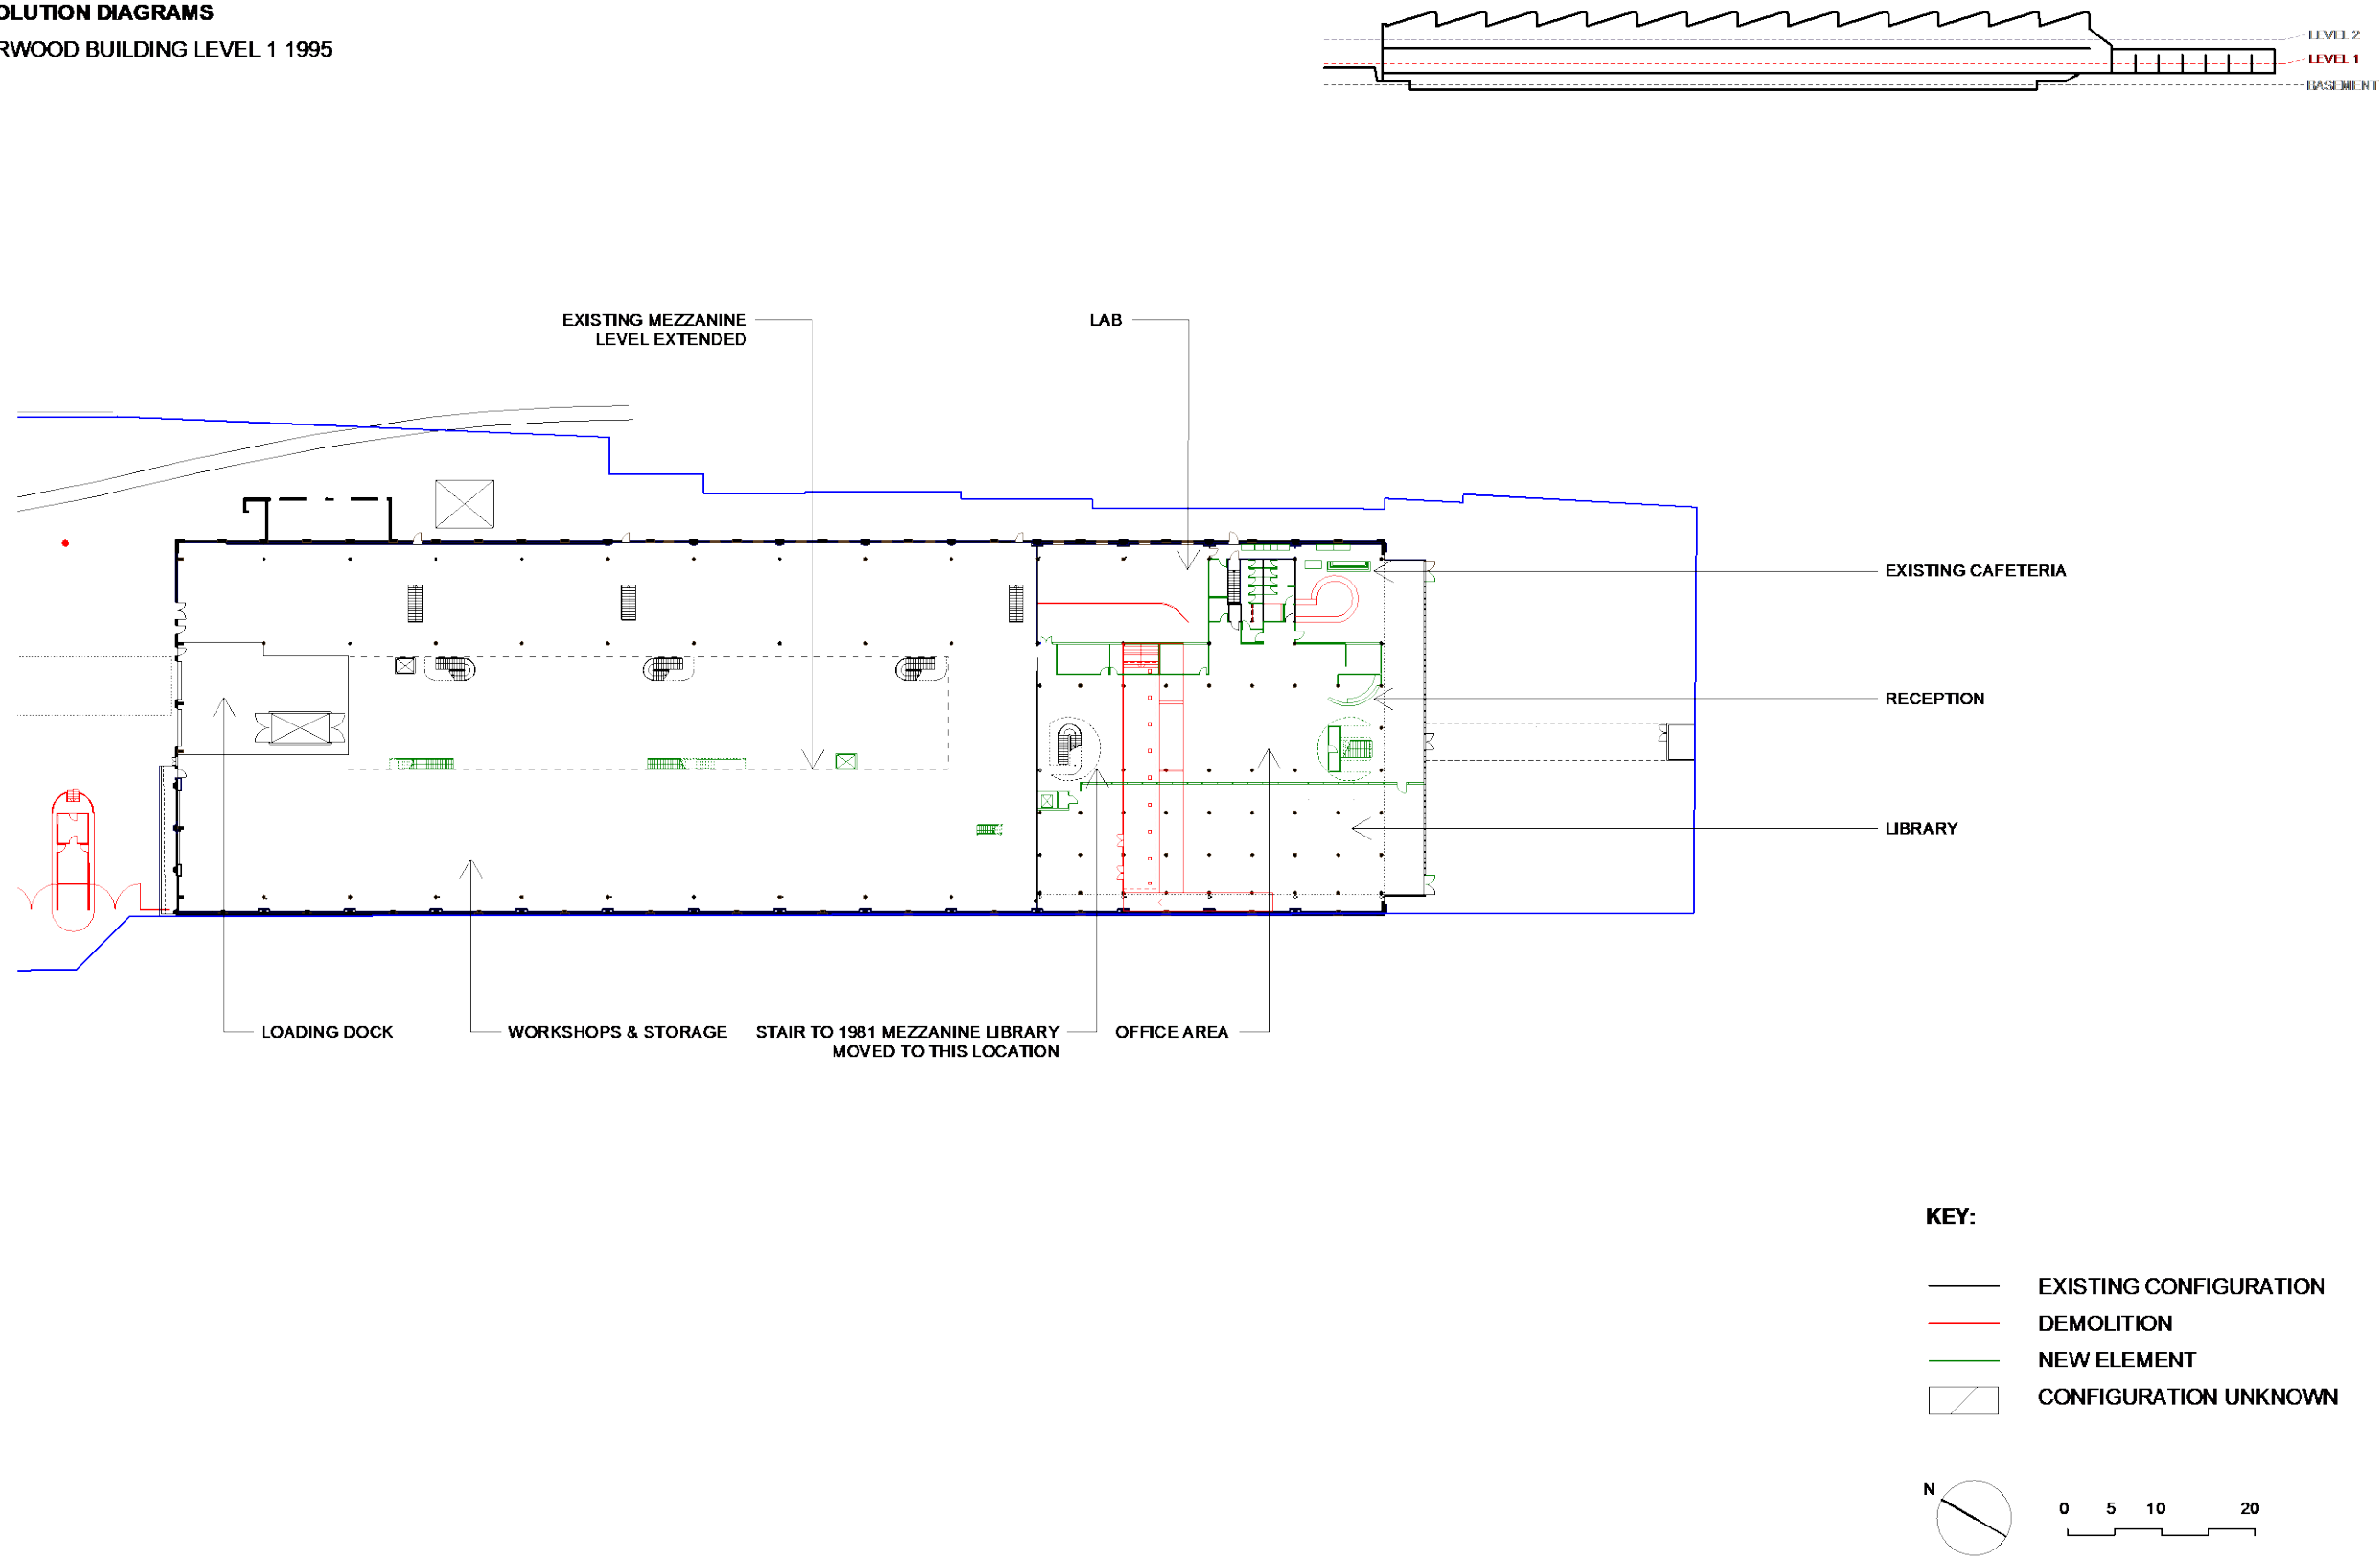 OLUTION DIAGRAMS
RWOOD BUILDING LEVEL 1 1995
LEVEL 2
LEVEL 1
BASEMENT
EXISTING MEZZANINE
LEVEL EXTENDED
LAB
EXISTING CAFETERIA
RECEPTION
LIBRARY
LOADING DOCK
WORKSHOPS & STORAGE
STAIR TO 1981 MEZZANINE LIBRARY
MOVED TO THIS LOCATION
OFFICE AREA
KEY:
EXISTING CONFIGURATION
DEMOLITION
NEW ELEMENT
CONFIGURATION UNKNOWN
N
0 5 10 20